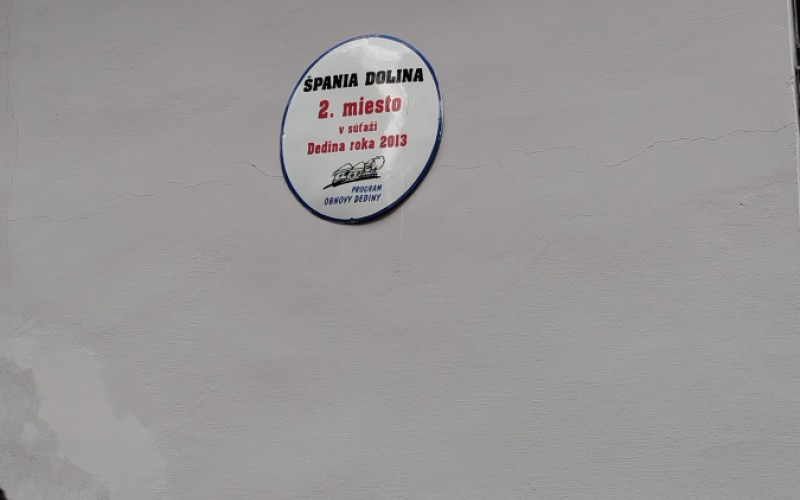 ŠPANIA DOLINA
2. miesto
v súťaži
Dedina roka 2013
PROGRAM
OBNOVY DEDINY